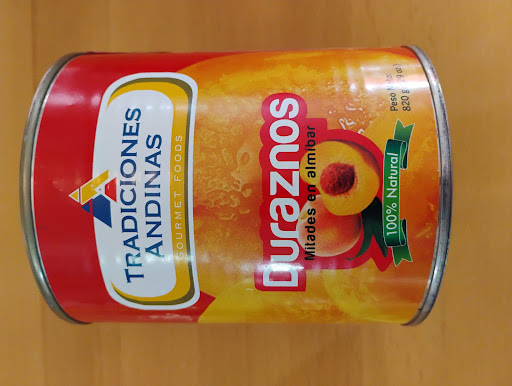 TRADICIONES
ANDINAS
GOURMET FOODS
Duraznos
Mitades en almíbar
100% Natural
Peso
820 g